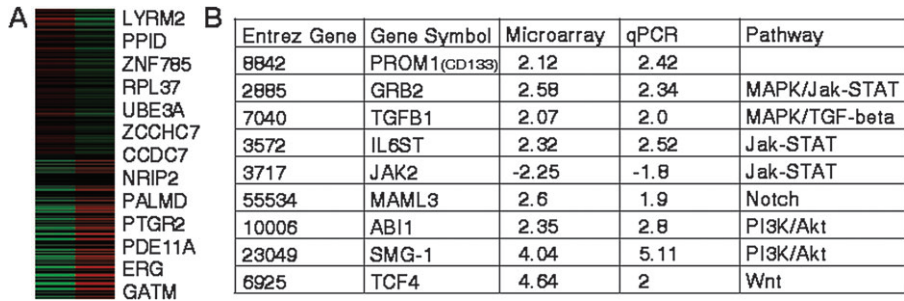 A
LYRM2
PPID
ZNF785
RPL37
UBE3A
ZCCHC7
CCDC7
NRIP2
PALMD
PTGR2
PDE11A
ERG
GATM
B
Entrez Gene Gene Symbol Microarray qPCR Pathway
8842 PROM1(CD133) 2.12 2.42
2885 GRB2 2.58 2.34 MAPK/Jak-STAT
7040 TGFB1 2.07 2.0 MAPK/TGF-beta
3572 IL6ST 2.32 2.52 Jak-STAT
3717 JAK2 -2.25 -1.8 Jak-STAT
55534 MAML3 2.6 1.9 Notch
10006 ABI1 2.35 2.8 PI3K/Akt
23049 SMG-1 4.04 5.11 PI3K/Akt
6925 TCF4 4.64 2 Wnt